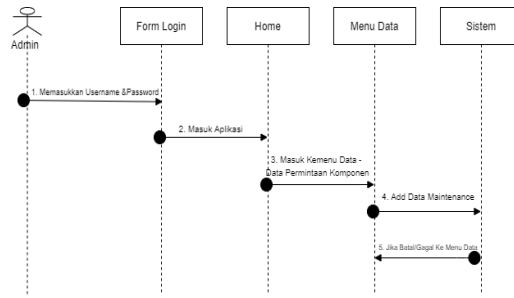 Form Login
Home
Menu Data
Sistem
Admin
1. Memasukkan Username &Password
2. Masuk Aplikasi
3. Masuk Kemenu Data -
Data Permintaan Komponen
4. Add Data Maintenance
5. Jika Batal/Gagal Ke Menu Data